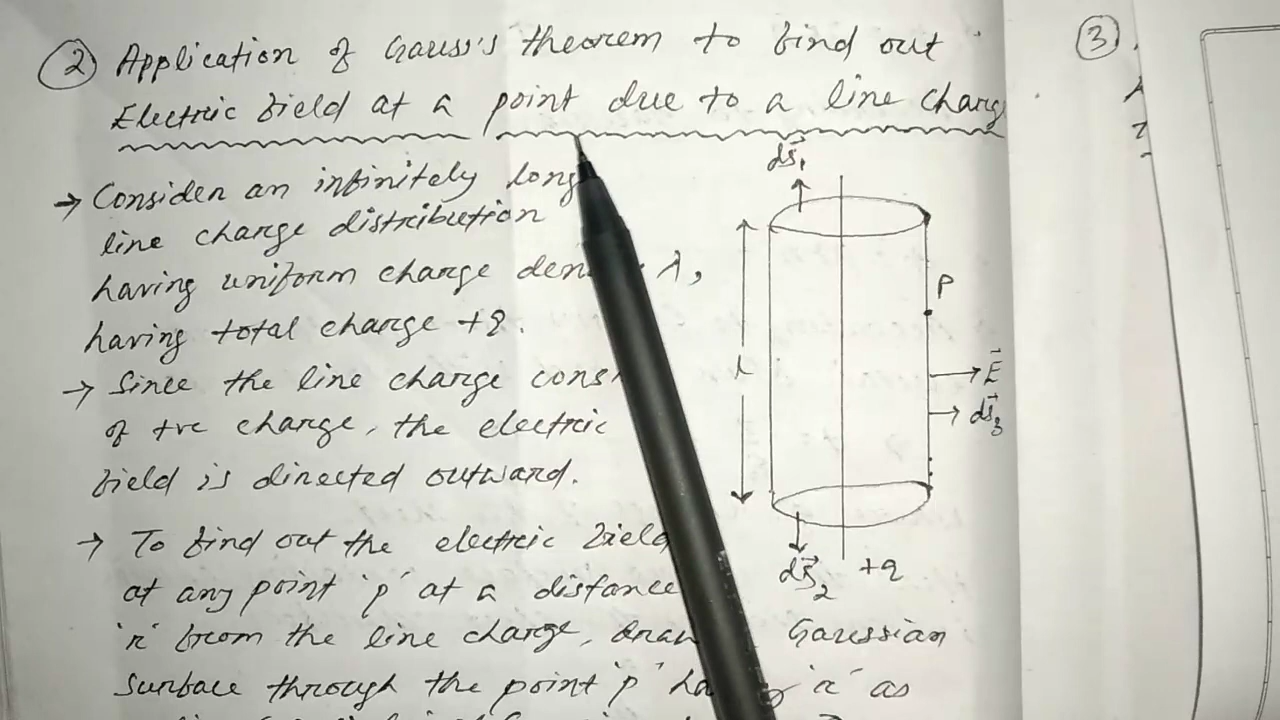 ② Application of Gauss's theorem to find out
Electric field at a point due to a line charg
→ Consider an infinitely long
line charge distribution
having uniform charge den λ,
having total charge +q.
→ Since the line charge cons
of +ve charge, the electric
field is directed outward.
→ To find out the electric field
at any point 'p' at a distance
'r' from the line charge, draw Gaussian
surface through the point 'p' ha g 'r' as
ds₁
P
l
E
ds₃
ds₂ +q
③